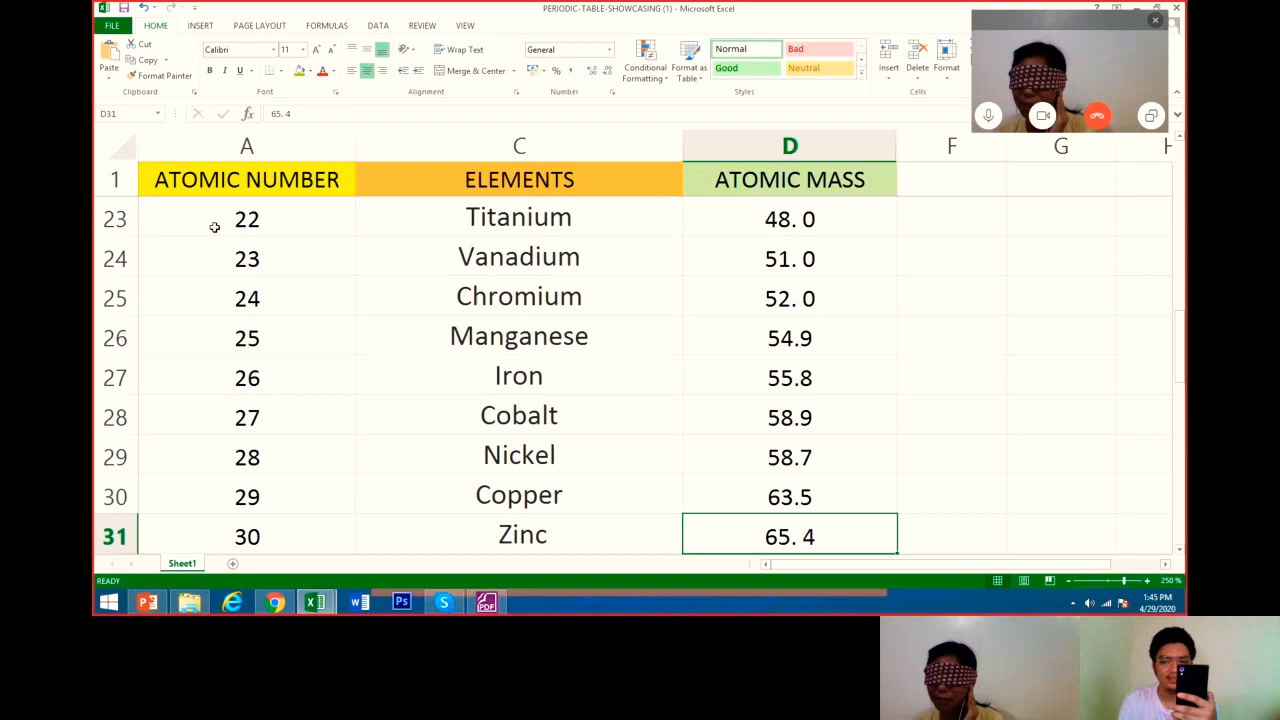 PERIODIC-TABLE-SHOWCASING (1) - Microsoft Excel
FILE HOME INSERT PAGE LAYOUT FORMULAS DATA REVIEW VIEW
Cut
Copy
Format Painter
Paste
Clipboard
Calibri 11
B I U
Font
Wrap Text
Merge & Center
Alignment
General
Number
Conditional Formatting
Format as Table
Normal Bad
Good Neutral
Styles
Insert Delete Format
Cells
D31 fx 65. 4
A C D F G H
1 ATOMIC NUMBER ELEMENTS ATOMIC MASS
23 22 Titanium 48. 0
24 23 Vanadium 51. 0
25 24 Chromium 52. 0
26 25 Manganese 54.9
27 26 Iron 55.8
28 27 Cobalt 58.9
29 28 Nickel 58.7
30 29 Copper 63.5
31 30 Zinc 65. 4
Sheet1
READY 250 %
1:45 PM
4/29/2020